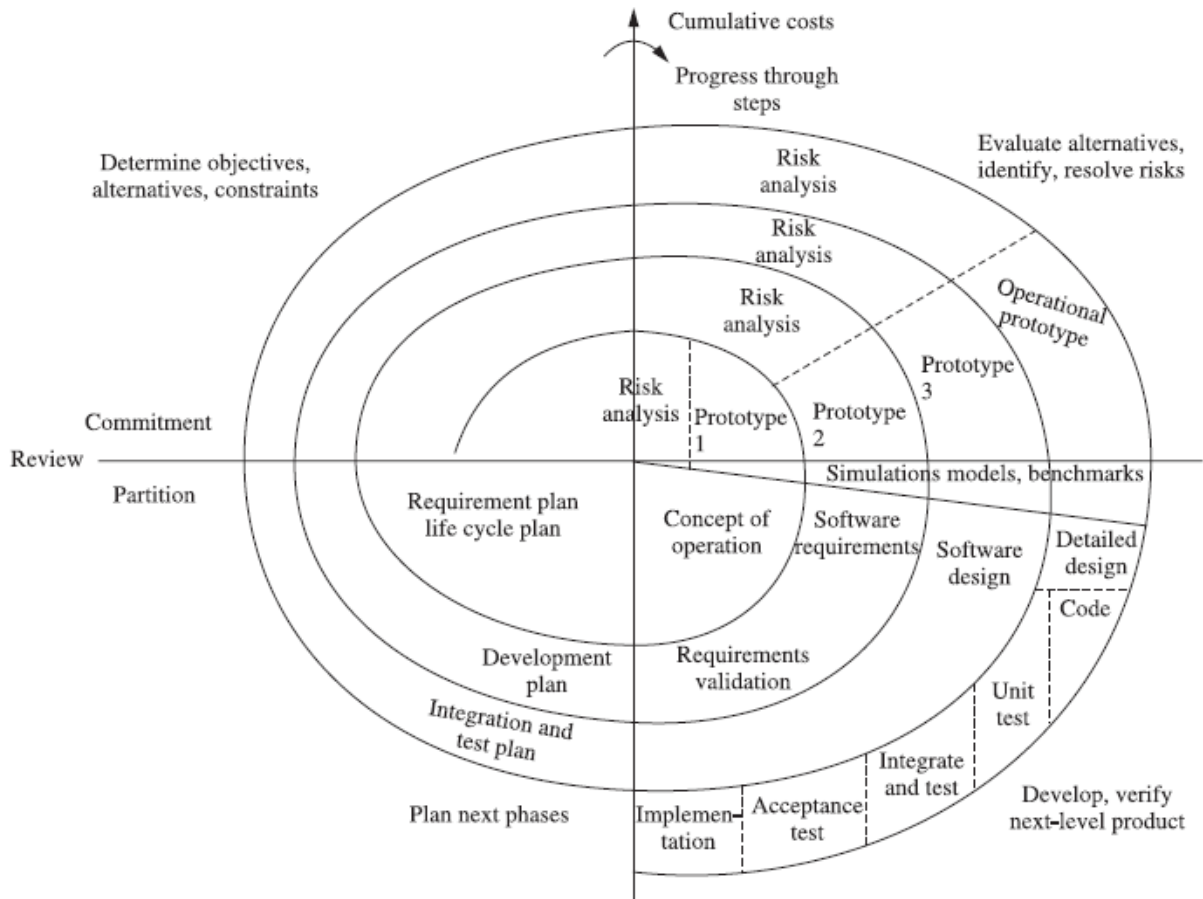 Cumulative costs
Progress through
steps
Determine objectives,
alternatives, constraints
Evaluate alternatives,
identify, resolve risks
Risk
analysis
Risk
analysis
Risk
analysis
Operational
prototype
Risk
analysis
Prototype
1
Prototype
2
Prototype
3
Commitment
Review
Partition
Simulations models, benchmarks
Requirement plan
life cycle plan
Concept of
operation
Software
requirements
Software
design
Detailed
design
Code
Development
plan
Requirements
validation
Integration and
test plan
Unit
test
Integrate
and test
Acceptance
test
Implemen-
tation
Plan next phases
Develop, verify
next-level product